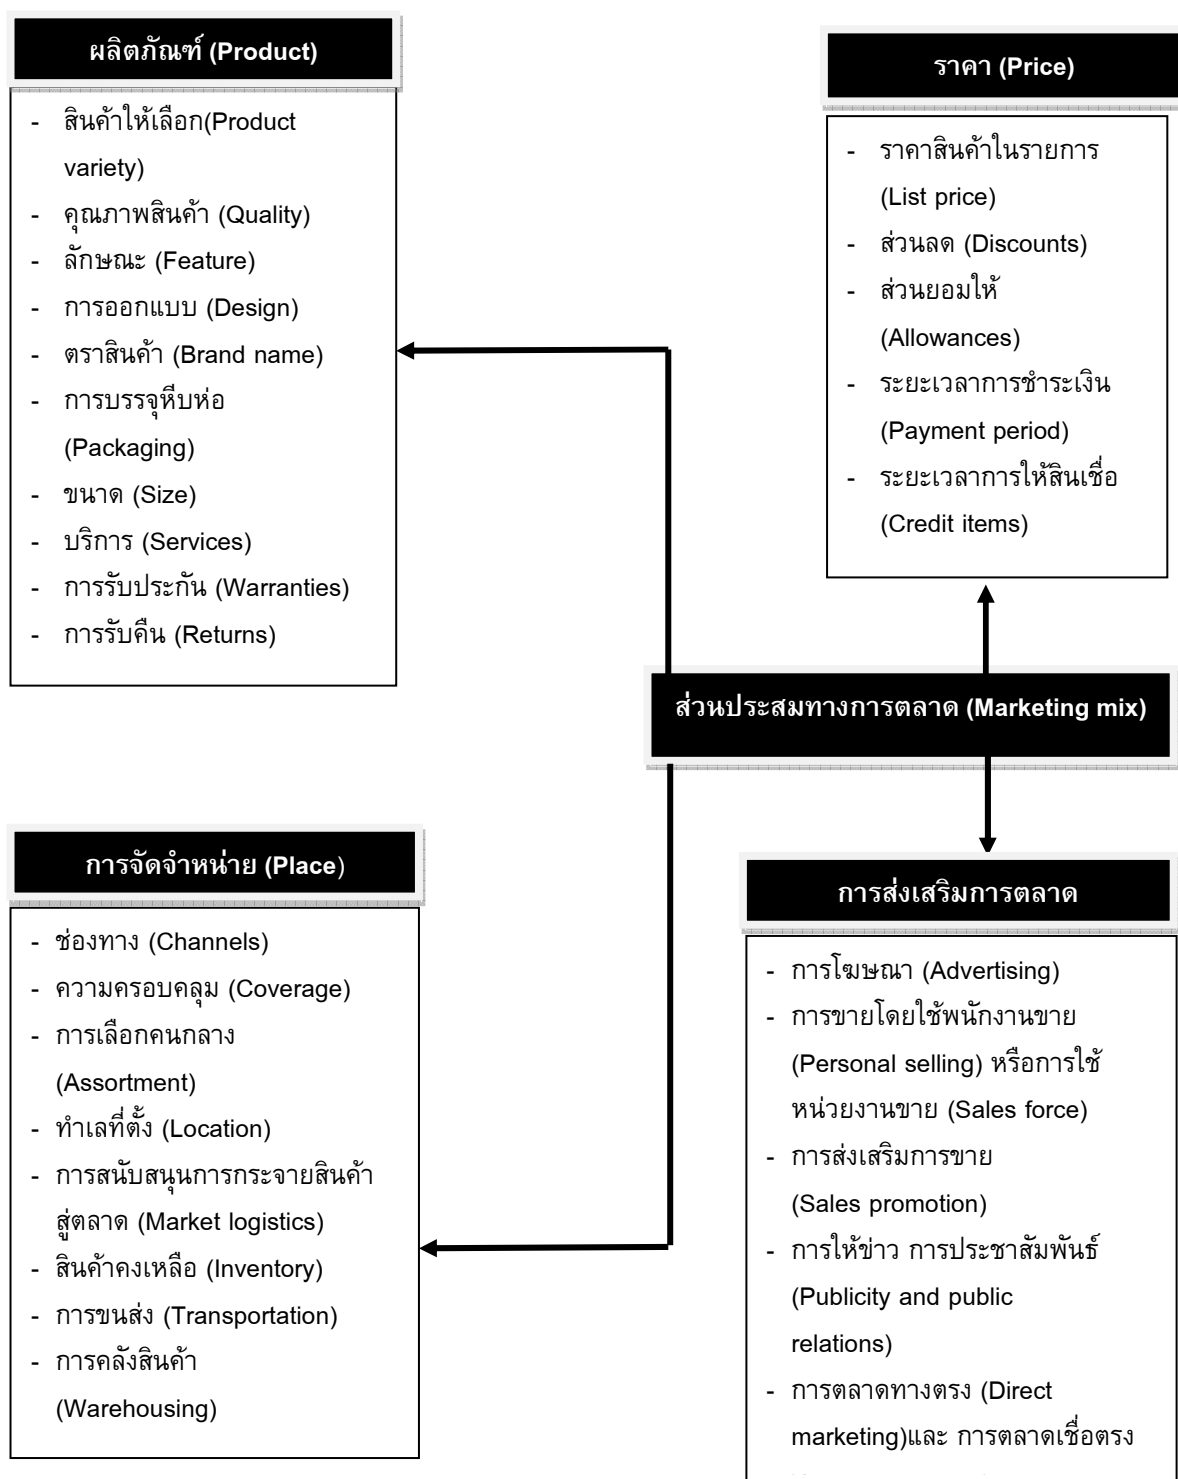 ผลิตภัณฑ์ (Product)
- สินค้าให้เลือก(Product
variety)
- คุณภาพสินค้า (Quality)
- ลักษณะ (Feature)
- การออกแบบ (Design)
- ตราสินค้า (Brand name)
- การบรรจุหีบห่อ
(Packaging)
- ขนาด (Size)
- บริการ (Services)
- การรับประกัน (Warranties)
- การรับคืน (Returns)
ราคา (Price)
- ราคาสินค้าในรายการ
(List price)
- ส่วนลด (Discounts)
- ส่วนยอมให้
(Allowances)
- ระยะเวลาการชำระเงิน
(Payment period)
- ระยะเวลาการให้สินเชื่อ
(Credit items)
ส่วนประสมทางการตลาด (Marketing mix)
การจัดจำหน่าย (Place)
- ช่องทาง (Channels)
- ความครอบคลุม (Coverage)
- การเลือกคนกลาง
(Assortment)
- ทำเลที่ตั้ง (Location)
- การสนับสนุนการกระจายสินค้า
สู่ตลาด (Market logistics)
- สินค้าคงเหลือ (Inventory)
- การขนส่ง (Transportation)
- การคลังสินค้า
(Warehousing)
การส่งเสริมการตลาด
- การโฆษณา (Advertising)
- การขายโดยใช้พนักงานขาย
(Personal selling) หรือการใช้
หน่วยงานขาย (Sales force)
- การส่งเสริมการขาย
(Sales promotion)
- การให้ข่าว การประชาสัมพันธ์
(Publicity and public
relations)
- การตลาดทางตรง (Direct
marketing)และ การตลาดเชื่อตรง